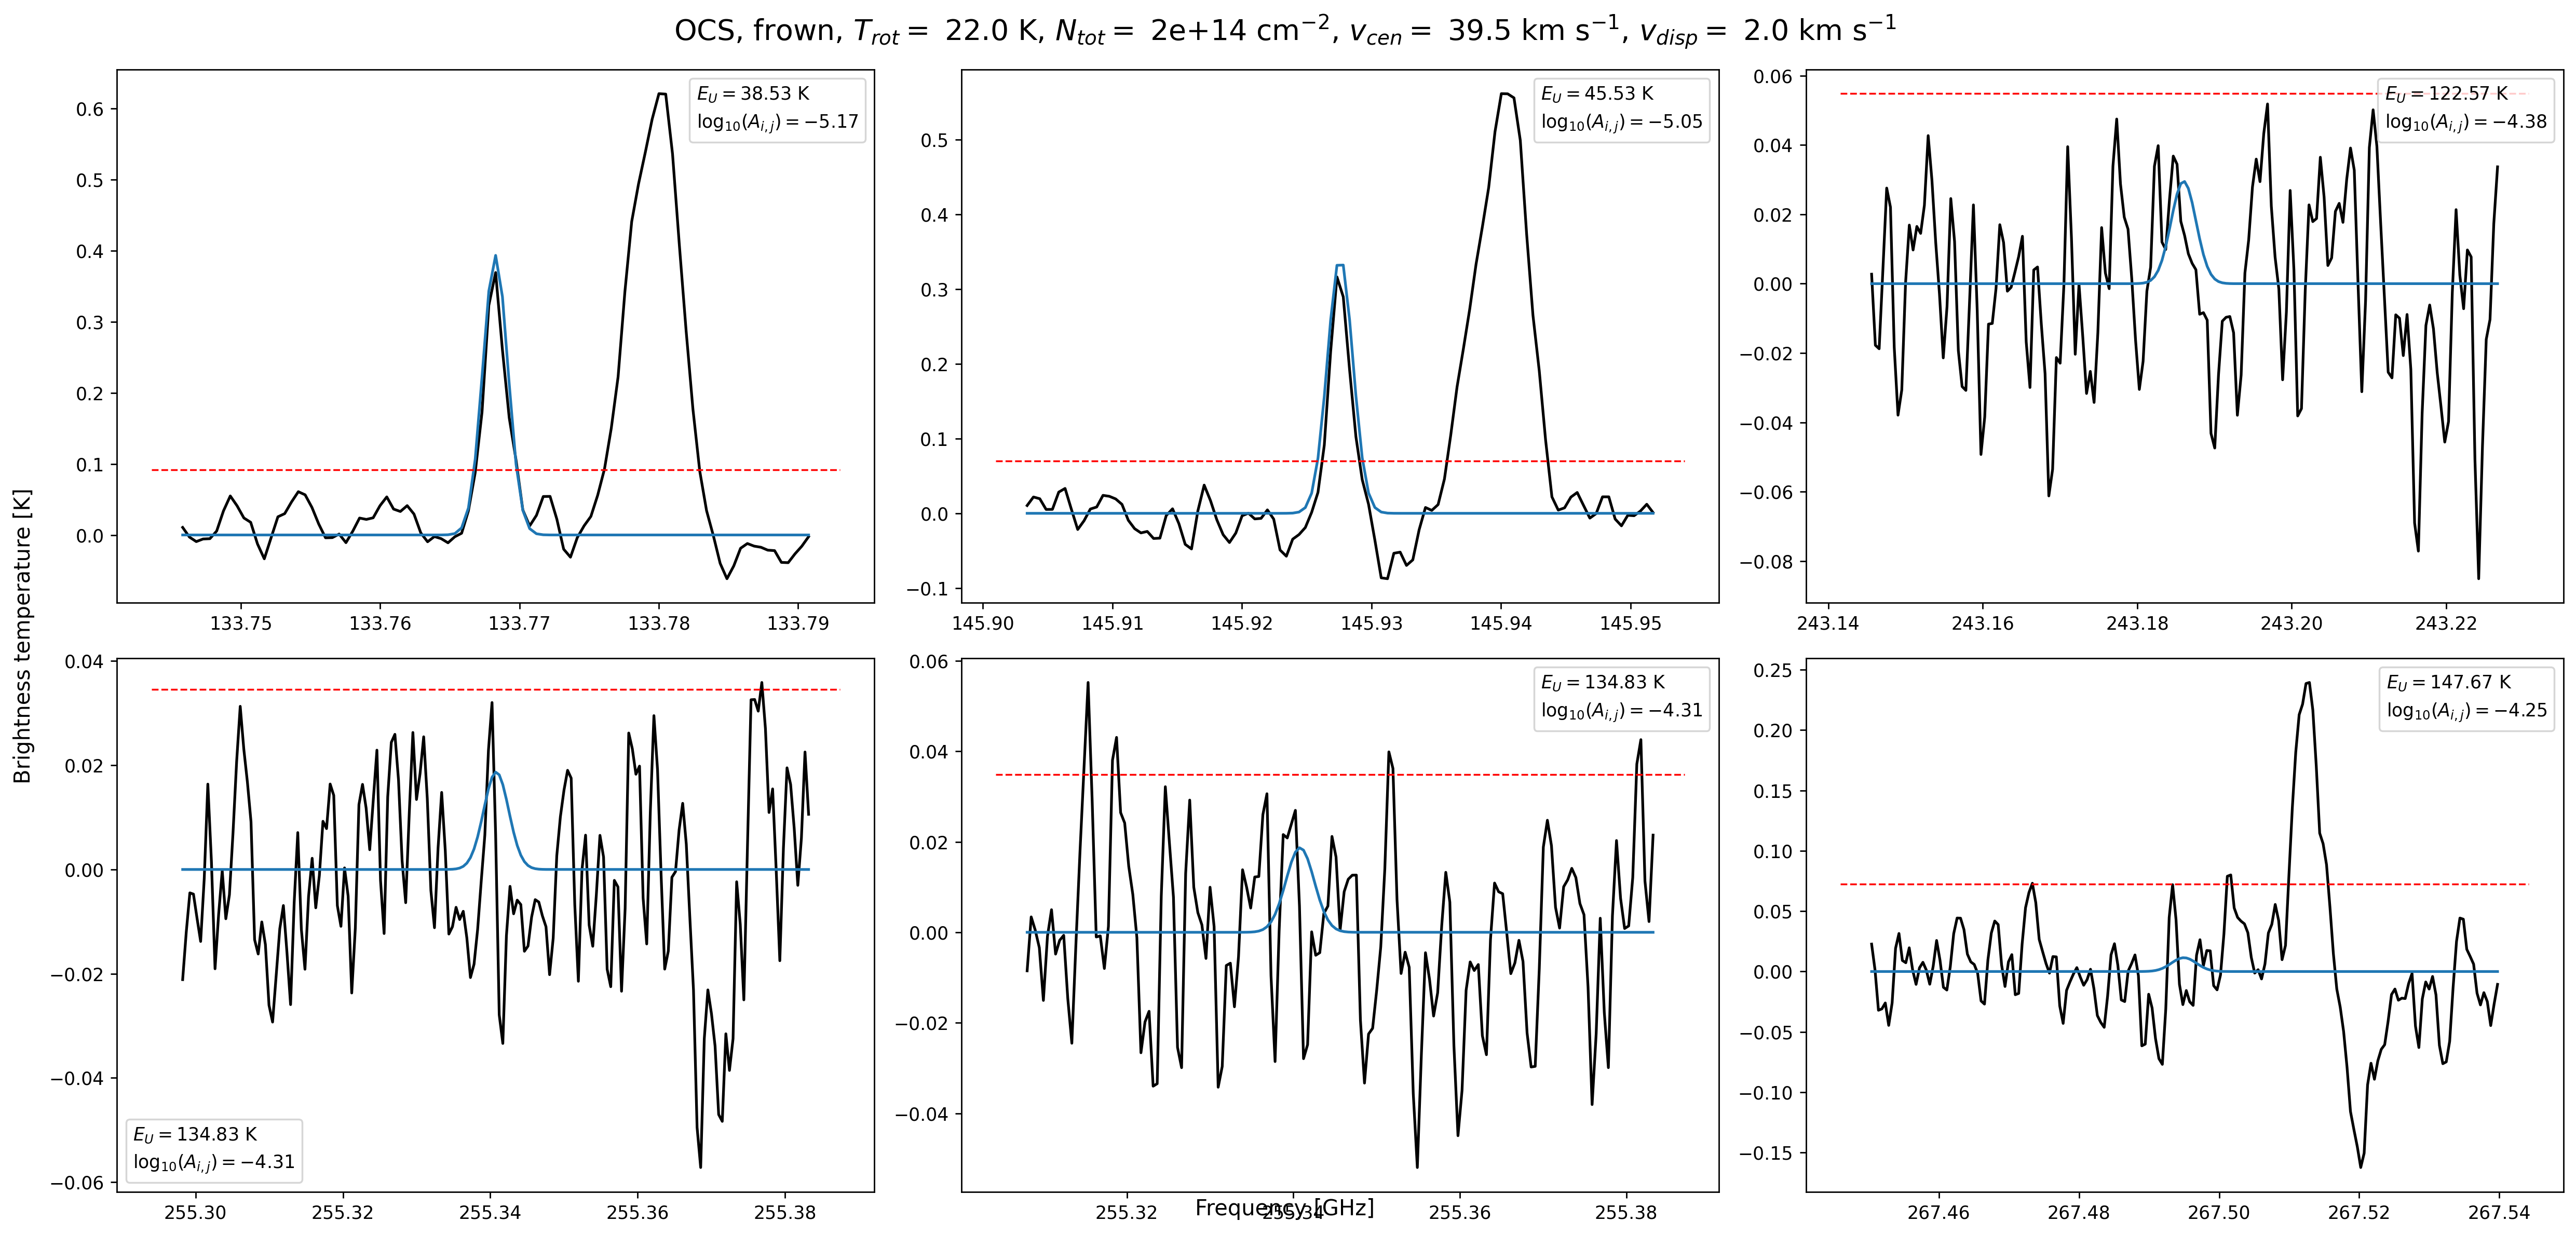 OCS, frown, T_rot = 22.0 K, N_tot = 2e+14 cm⁻², v_cen = 39.5 km s⁻¹, v_disp = 2.0 km s⁻¹
Brightness temperature [K]
E_U = 38.53 K
log₁₀(A_i,j) = −5.17
0.6
0.5
0.4
0.3
0.2
0.1
0.0
133.75 133.76 133.77 133.78 133.79
E_U = 45.53 K
log₁₀(A_i,j) = −5.05
0.5
0.4
0.3
0.2
0.1
0.0
−0.1
145.90 145.91 145.92 145.93 145.94 145.95
E_U = 122.57 K
log₁₀(A_i,j) = −4.38
0.06
0.04
0.02
0.00
−0.02
−0.04
−0.06
−0.08
243.14 243.16 243.18 243.20 243.22
0.04
0.02
0.00
−0.02
−0.04
−0.06
E_U = 134.83 K
log₁₀(A_i,j) = −4.31
255.30 255.32 255.34 255.36 255.38
E_U = 134.83 K
log₁₀(A_i,j) = −4.31
0.06
0.04
0.02
0.00
−0.02
−0.04
255.32 255.34 255.36 255.38
E_U = 147.67 K
log₁₀(A_i,j) = −4.25
0.25
0.20
0.15
0.10
0.05
0.00
−0.05
−0.10
−0.15
267.46 267.48 267.50 267.52 267.54
Frequency [GHz]